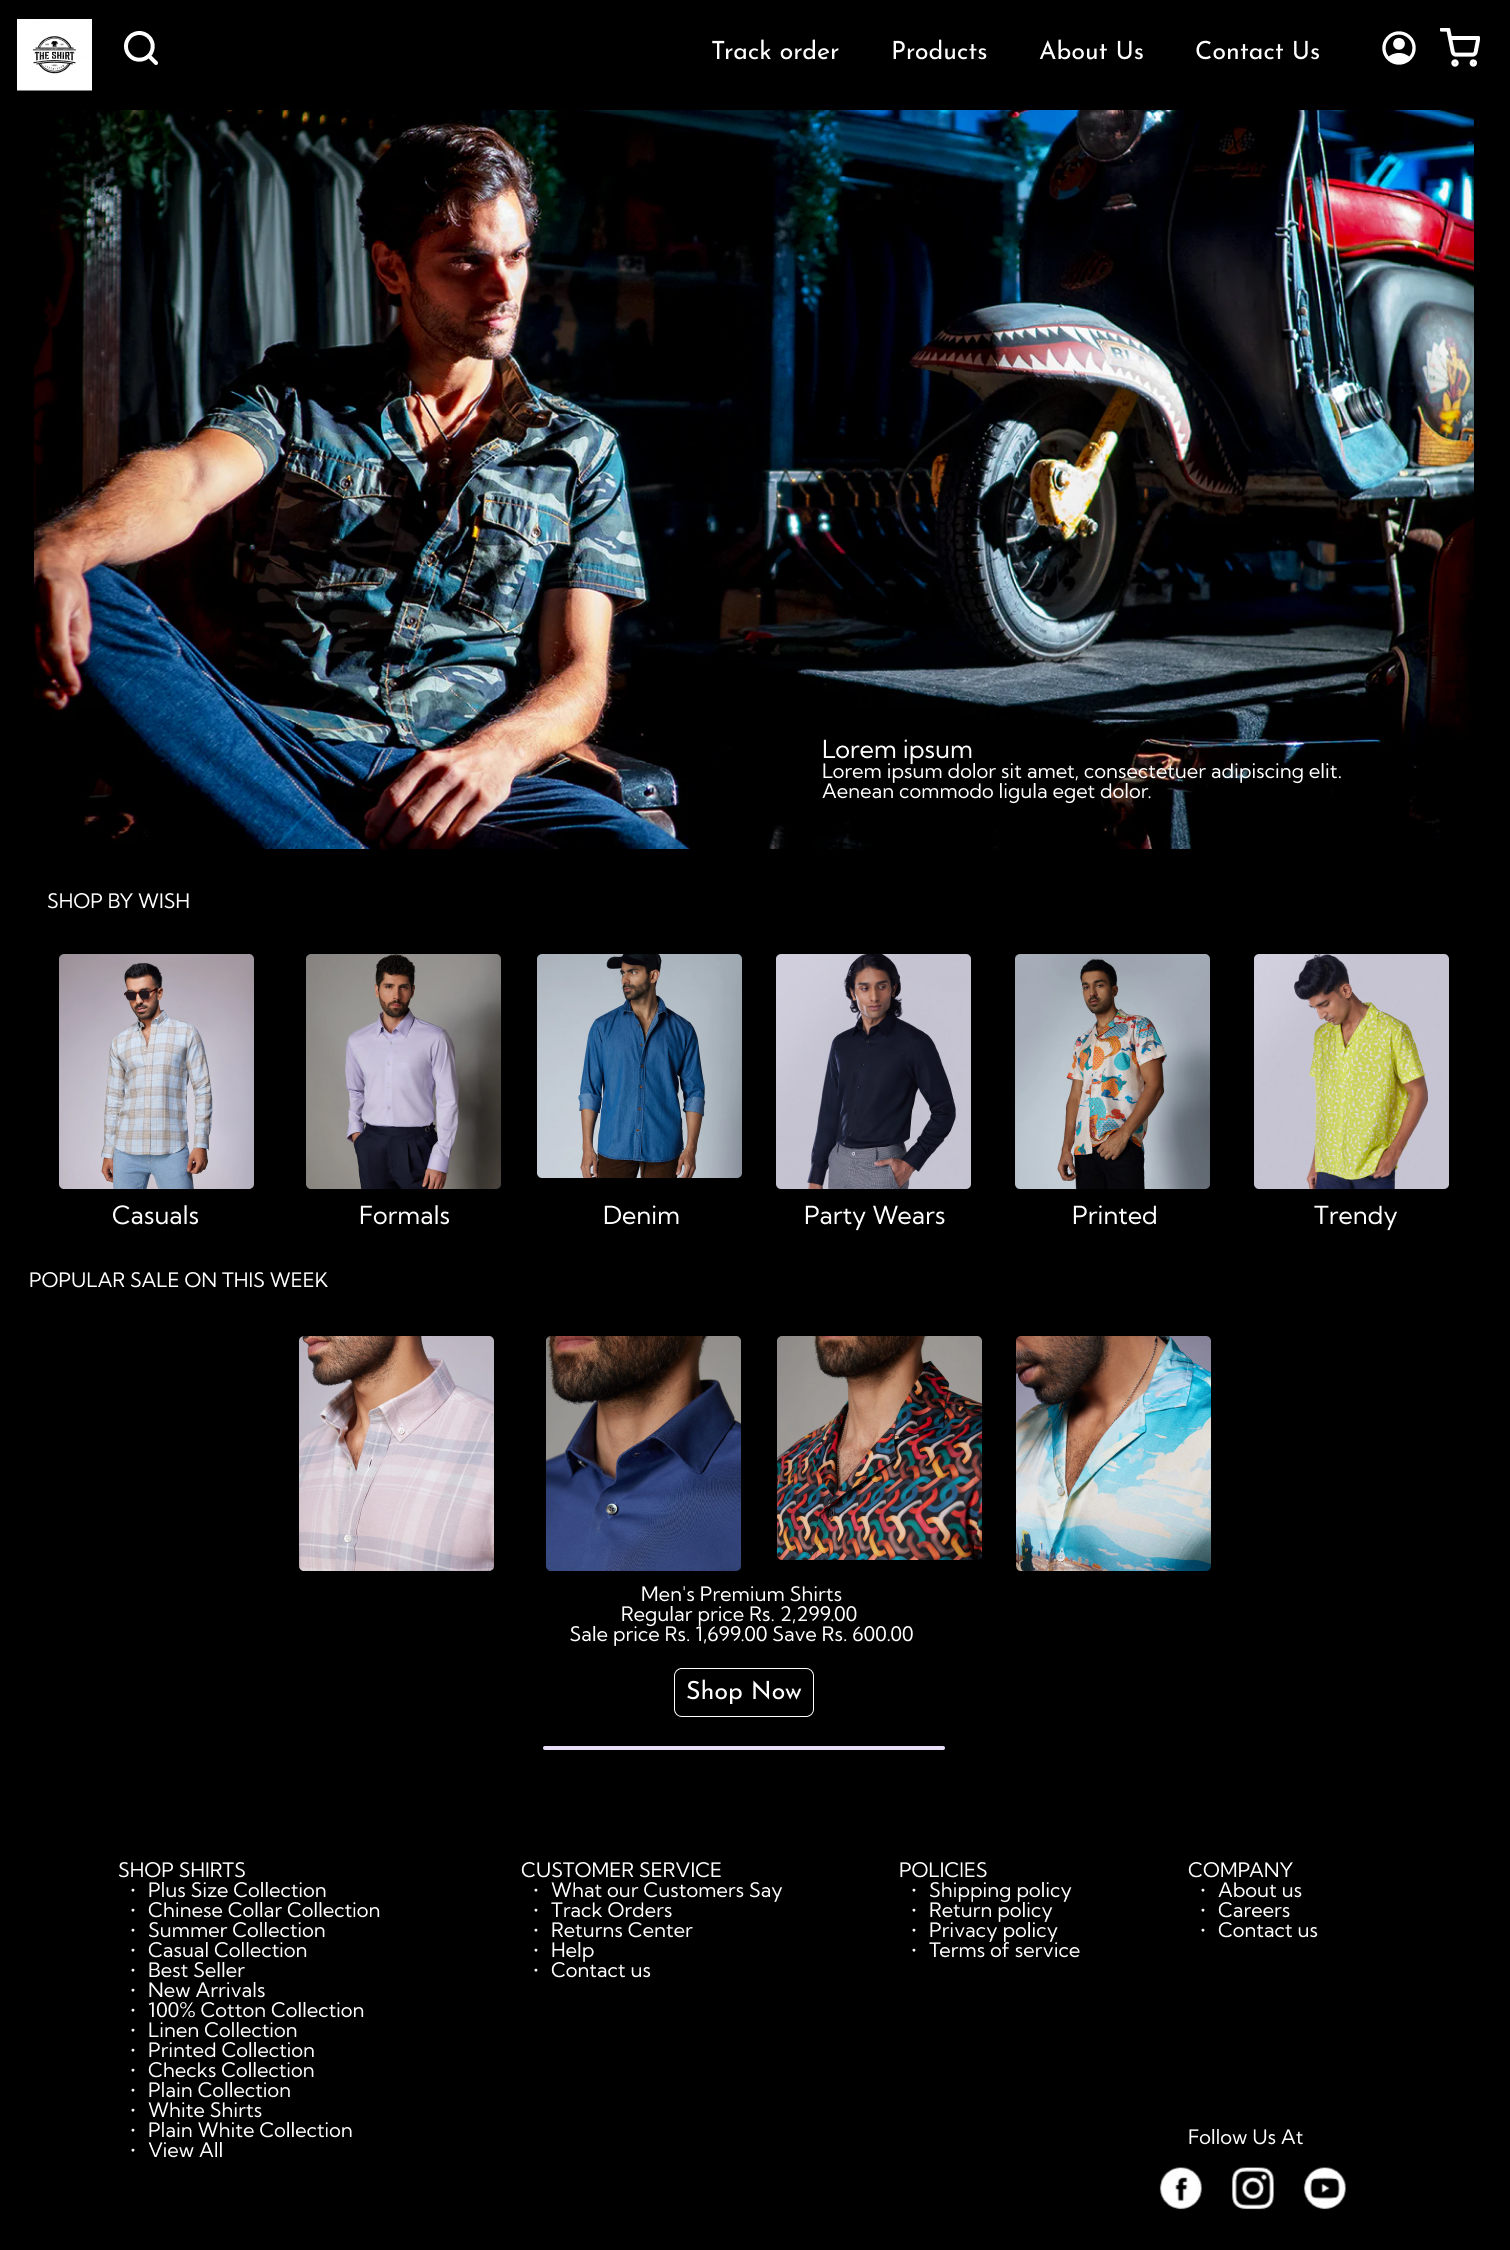 THE SHIRT
Track order
Products
About Us
Contact Us
Lorem ipsum
Lorem ipsum dolor sit amet, consectetuer adipiscing elit.
Aenean commodo ligula eget dolor.
SHOP BY WISH
Casuals
Formals
Denim
Party Wears
Printed
Trendy
POPULAR SALE ON THIS WEEK
Men's Premium Shirts
Regular price Rs. 2,299.00
Sale price Rs. 1,699.00 Save Rs. 600.00
Shop Now
SHOP SHIRTS
• Plus Size Collection
• Chinese Collar Collection
• Summer Collection
• Casual Collection
• Best Seller
• New Arrivals
• 100% Cotton Collection
• Linen Collection
• Printed Collection
• Checks Collection
• Plain Collection
• White Shirts
• Plain White Collection
• View All
CUSTOMER SERVICE
• What our Customers Say
• Track Orders
• Returns Center
• Help
• Contact us
POLICIES
• Shipping policy
• Return policy
• Privacy policy
• Terms of service
COMPANY
• About us
• Careers
• Contact us
Follow Us At